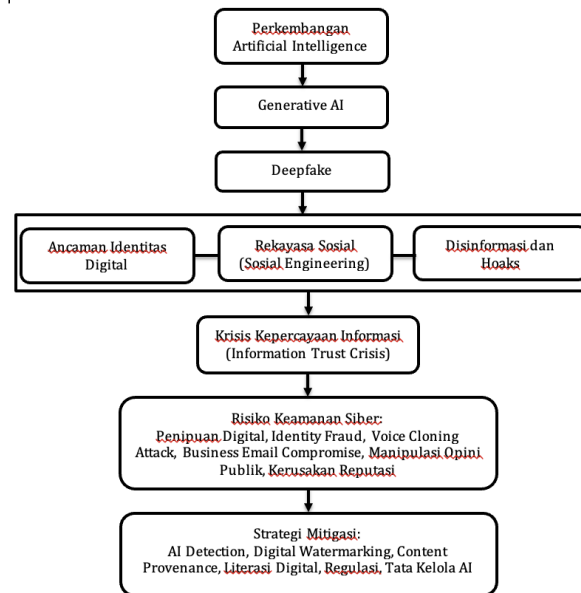 Perkembangan
Artificial Intelligence
Generative AI
Deepfake
Ancaman Identitas
Digital
Rekayasa Sosial
(Sosial Engineering)
Disinformasi dan
Hoaks
Krisis Kepercayaan Informasi
(Information Trust Crisis)
Risiko Keamanan Siber:
Penipuan Digital, Identity Fraud, Voice Cloning
Attack, Business Email Compromise, Manipulasi Opini
Publik, Kerusakan Reputasi
Strategi Mitigasi:
AI Detection, Digital Watermarking, Content
Provenance, Literasi Digital, Regulasi, Tata Kelola AI